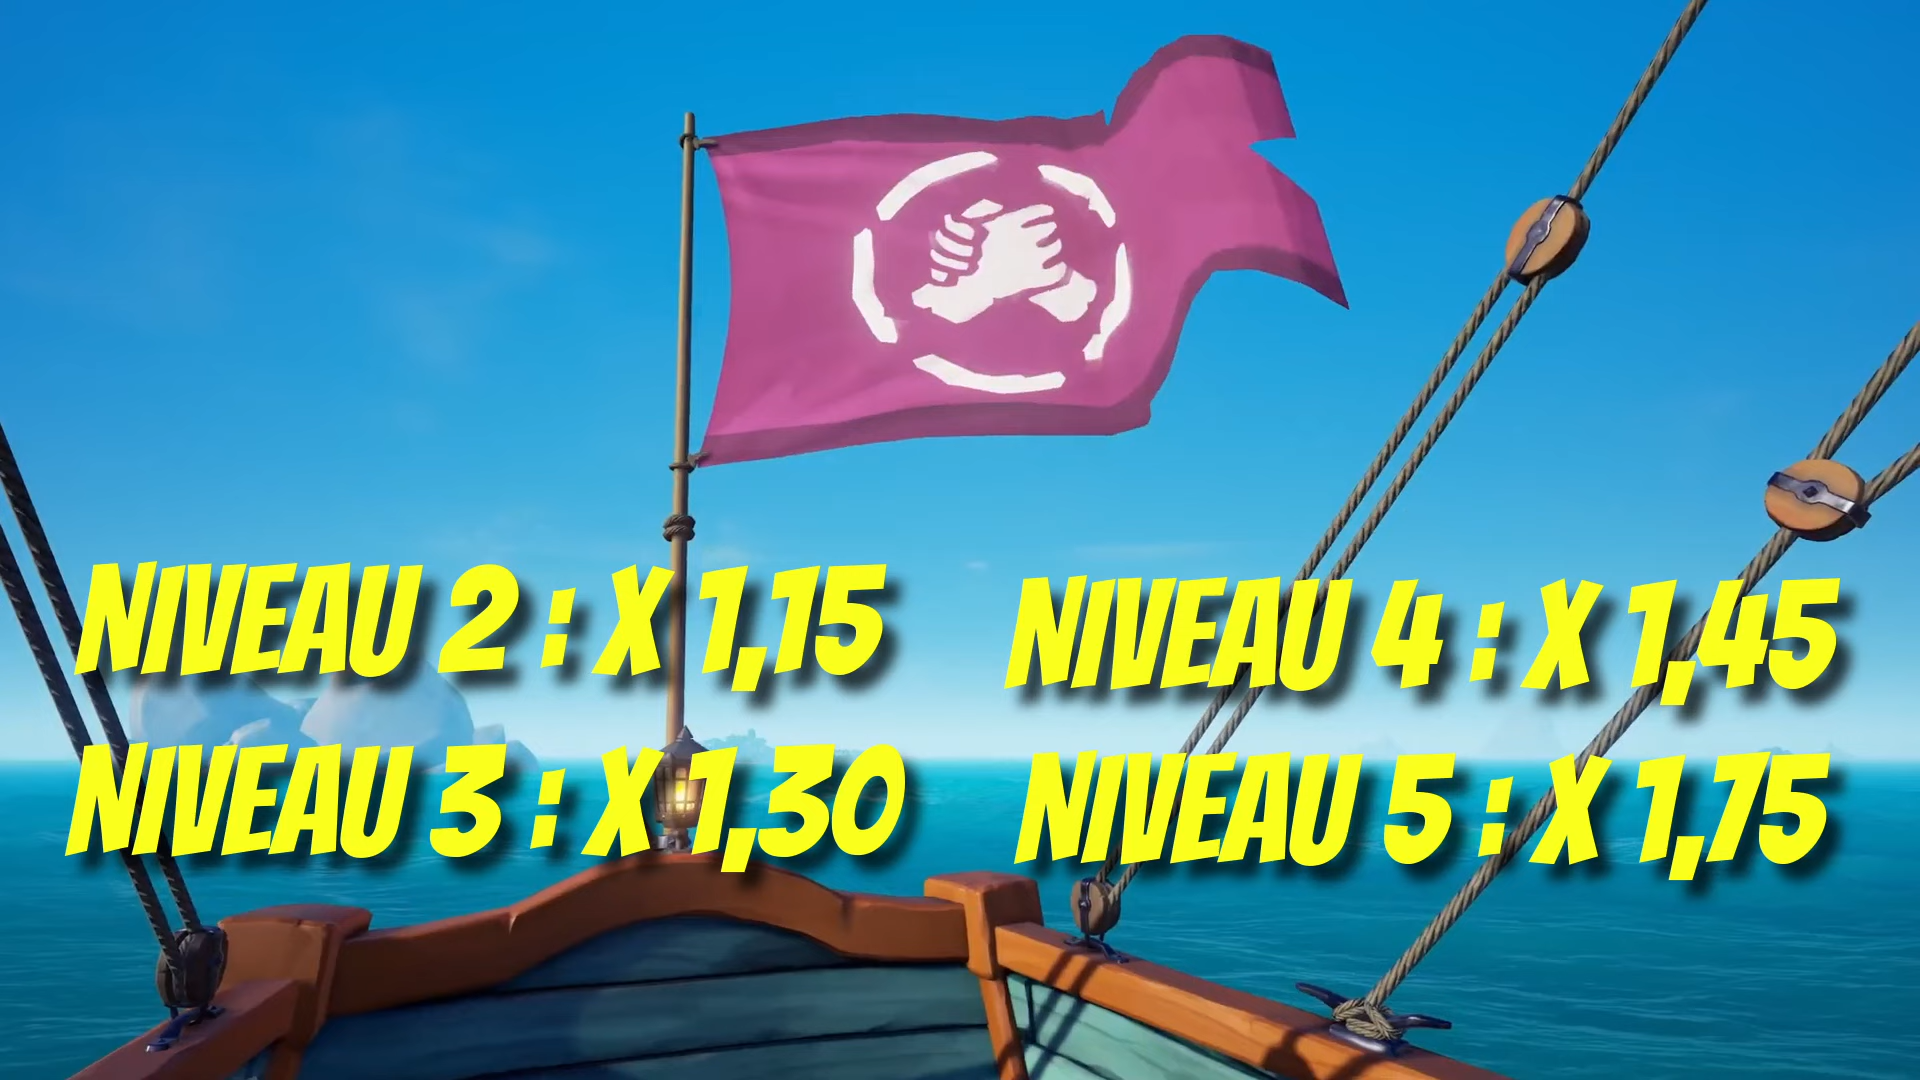 NIVEAU 2 : X 1,15
NIVEAU 3 : X 1,30
NIVEAU 4 : X 1,45
NIVEAU 5 : X 1,75